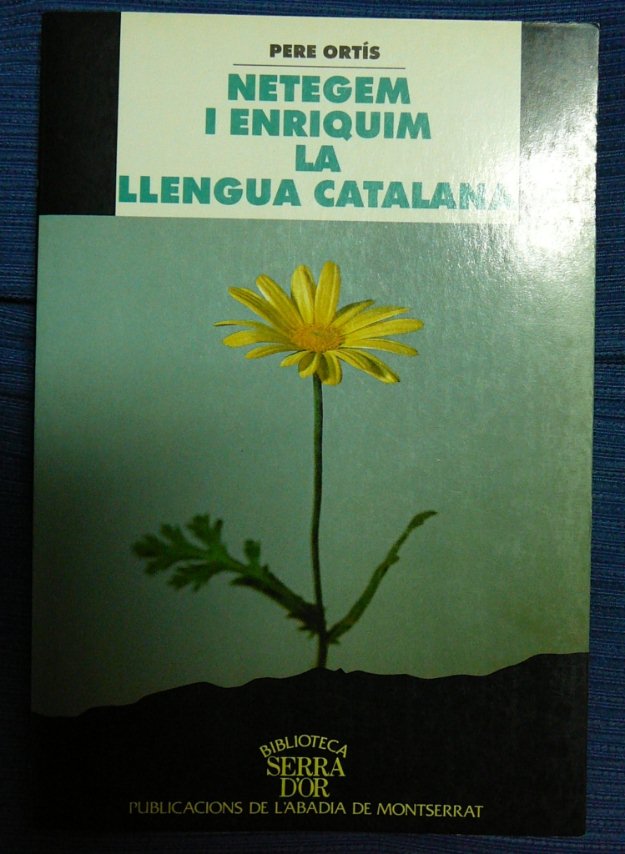 PERE ORTÍS
NETEGEM
I ENRIQUIM
LA
LLENGUA CATALANA
BIBLIOTECA
SERRA
D'OR
PUBLICACIONS DE L'ABADIA DE MONTSERRAT